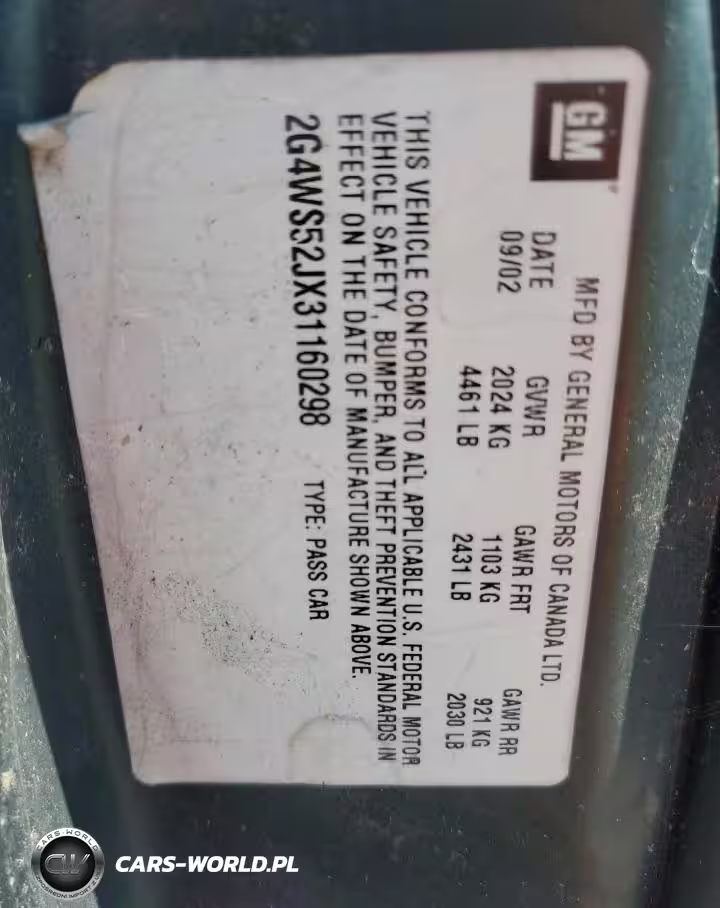 GM
MFD BY GENERAL MOTORS OF CANADA LTD.
DATE GVWR GAWR FRT GAWR RR
09/02 2024 KG 1103 KG 921 KG
4461 LB 2431 LB 2030 LB
THIS VEHICLE CONFORMS TO ALL APPLICABLE U.S. FEDERAL MOTOR
VEHICLE SAFETY, BUMPER, AND THEFT PREVENTION STANDARDS IN
EFFECT ON THE DATE OF MANUFACTURE SHOWN ABOVE.
2G4WS52JX31160298 TYPE: PASS CAR
CARS-WORLD
CW
CARS-WORLD.PL